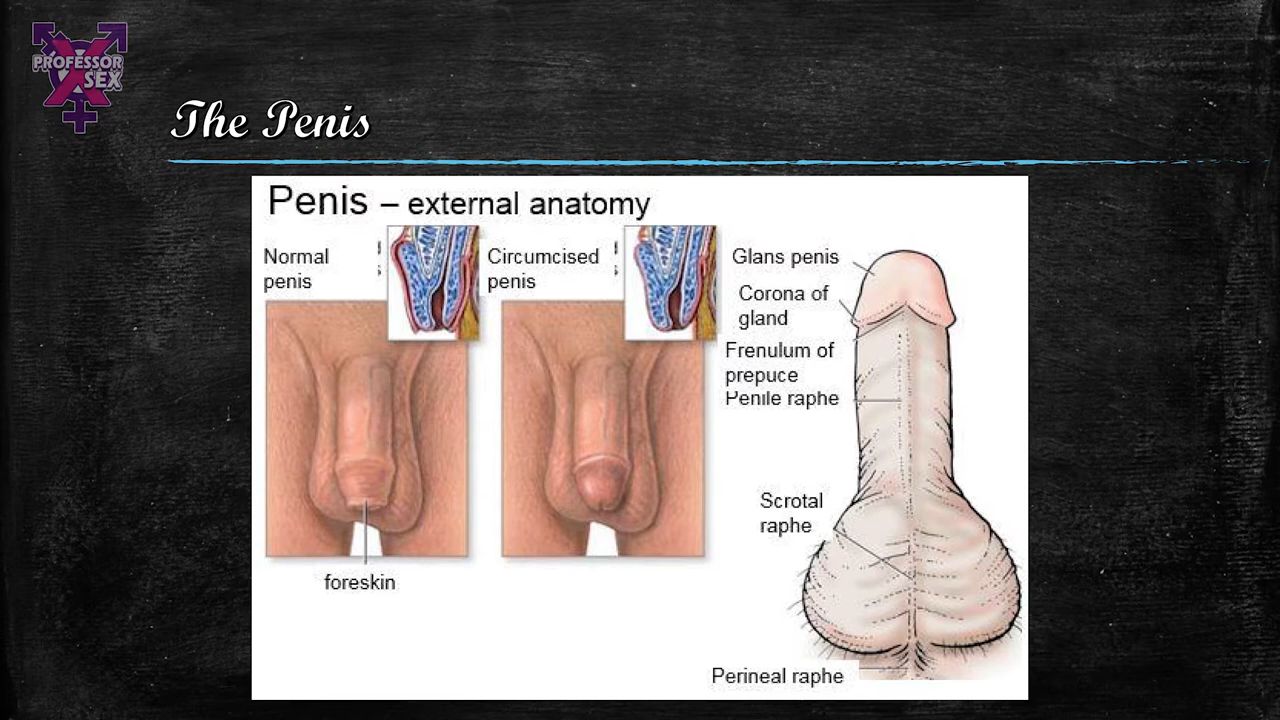 PROFESSOR
SEX
The Penis
Penis – external anatomy
Normal
penis
Circumcised
penis
foreskin
Glans penis
Corona of
gland
Frenulum of
prepuce
Penile raphe
Scrotal
raphe
Perineal raphe